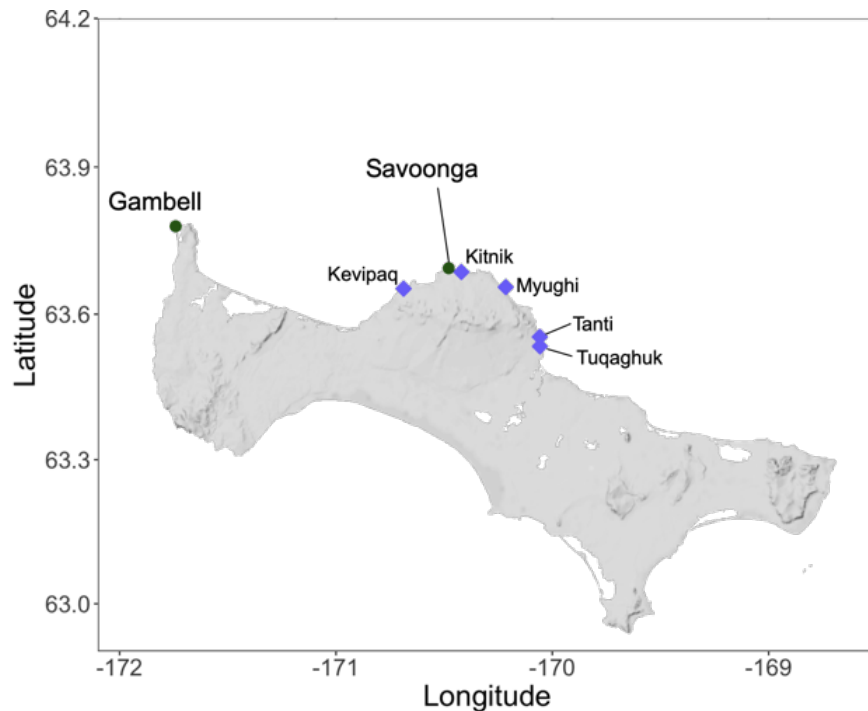 64.2
63.9
63.6
63.3
63.0
Latitude
Gambell
Savoonga
Kitnik
Kevipaq
Myughi
Tanti
Tuqaghuk
-172
-171
-170
-169
Longitude